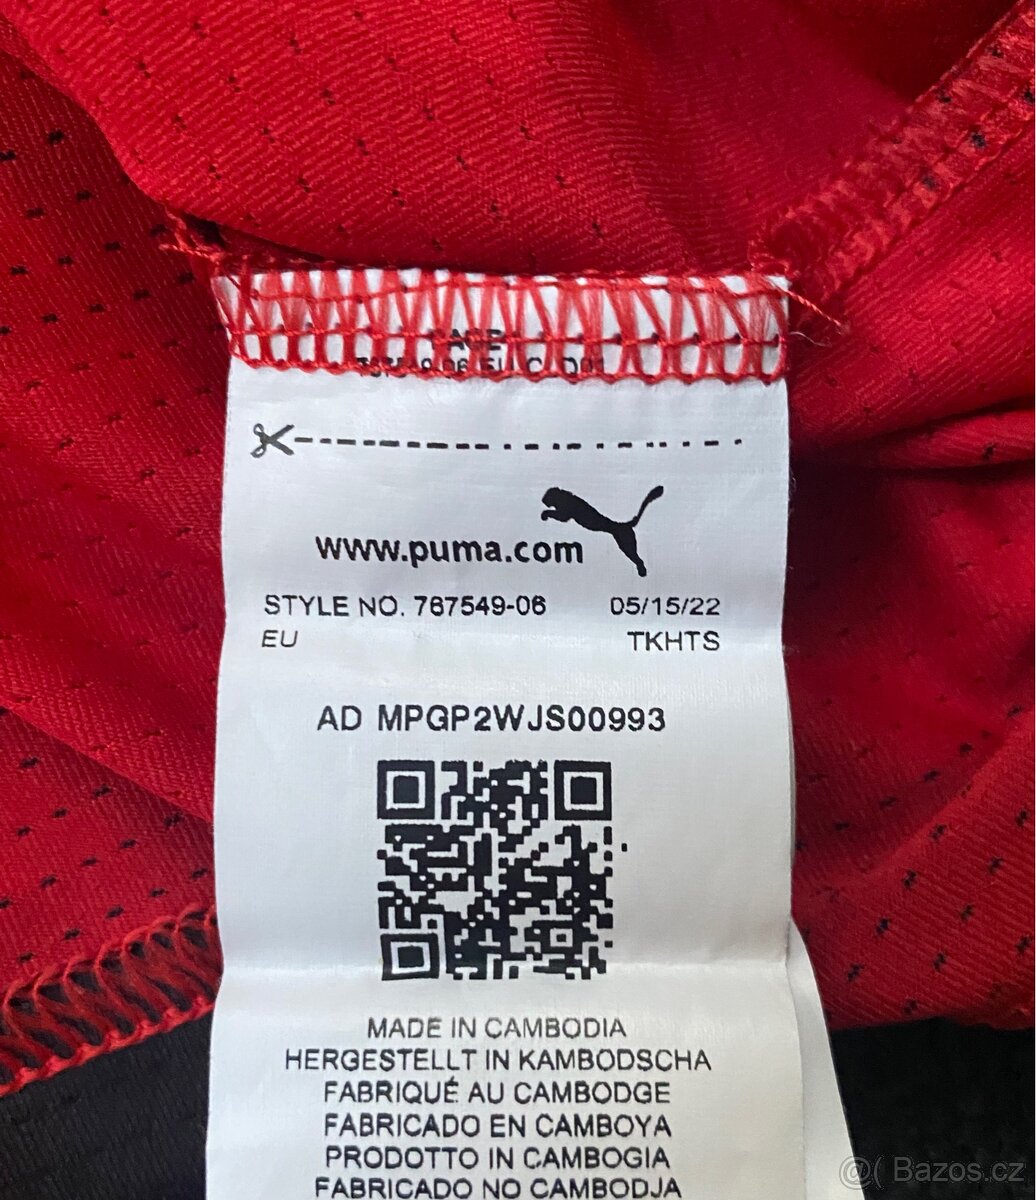 www.puma.com
STYLE NO. 767549-06 05/15/22
EU TKHTS
AD MPGP2WJS00993
MADE IN CAMBODIA
HERGESTELLT IN KAMBODSCHA
FABRIQUÉ AU CAMBODGE
FABRICADO EN CAMBOYA
PRODOTTO IN CAMBOGIA
FABRICADO NO CAMBODJA
@( Bazos.cz